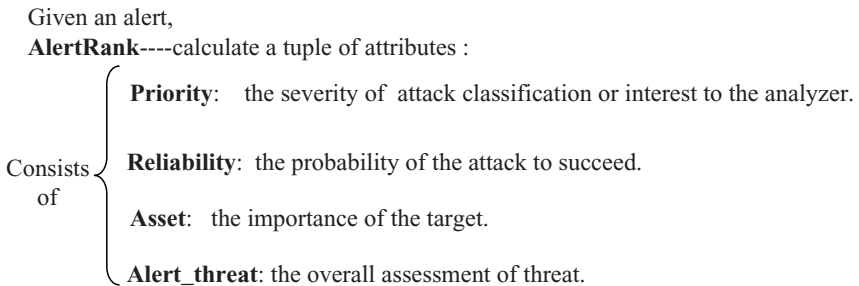 Given an alert,
AlertRank----calculate a tuple of attributes :
Priority: the severity of attack classification or interest to the analyzer.
Consists of
Reliability: the probability of the attack to succeed.
Asset: the importance of the target.
Alert_threat: the overall assessment of threat.